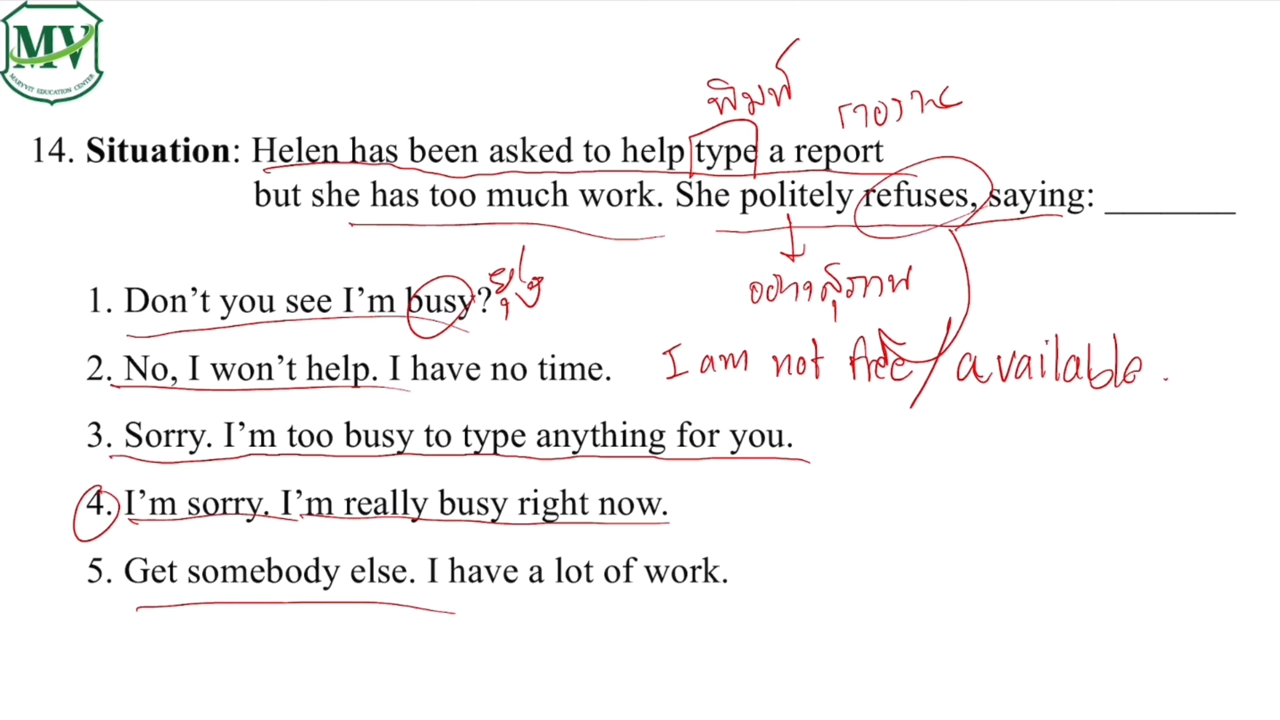 MV
MARYVIT EDUCATION CENTER
พิมพ์
รายงาน
14. Situation: Helen has been asked to help type a report
but she has too much work. She politely refuses, saying: ________
อย่างสุภาพ
1. Don't you see I'm busy? ยุ่ง
2. No, I won't help. I have no time.
I am not free / available.
3. Sorry. I'm too busy to type anything for you.
4. I'm sorry. I'm really busy right now.
5. Get somebody else. I have a lot of work.